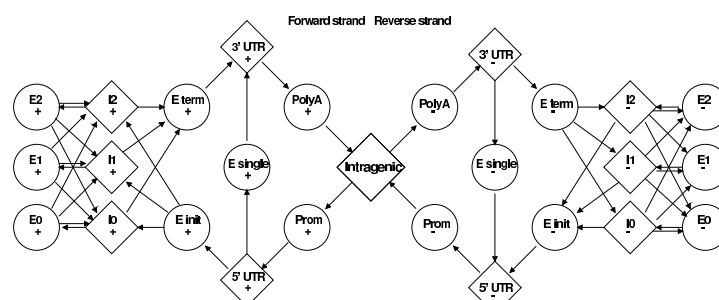 Forward strand Reverse strand
3' UTR
+
3' UTR
-
E2
+
I2
+
E term
+
PolyA
+
PolyA
-
E term
-
I2
-
E2
-
E1
+
I1
+
E single
+
Intragenic
E single
-
I1
-
E1
-
E0
+
I0
+
E init
+
Prom
+
Prom
-
E init
-
I0
-
E0
-
5' UTR
+
5' UTR
-